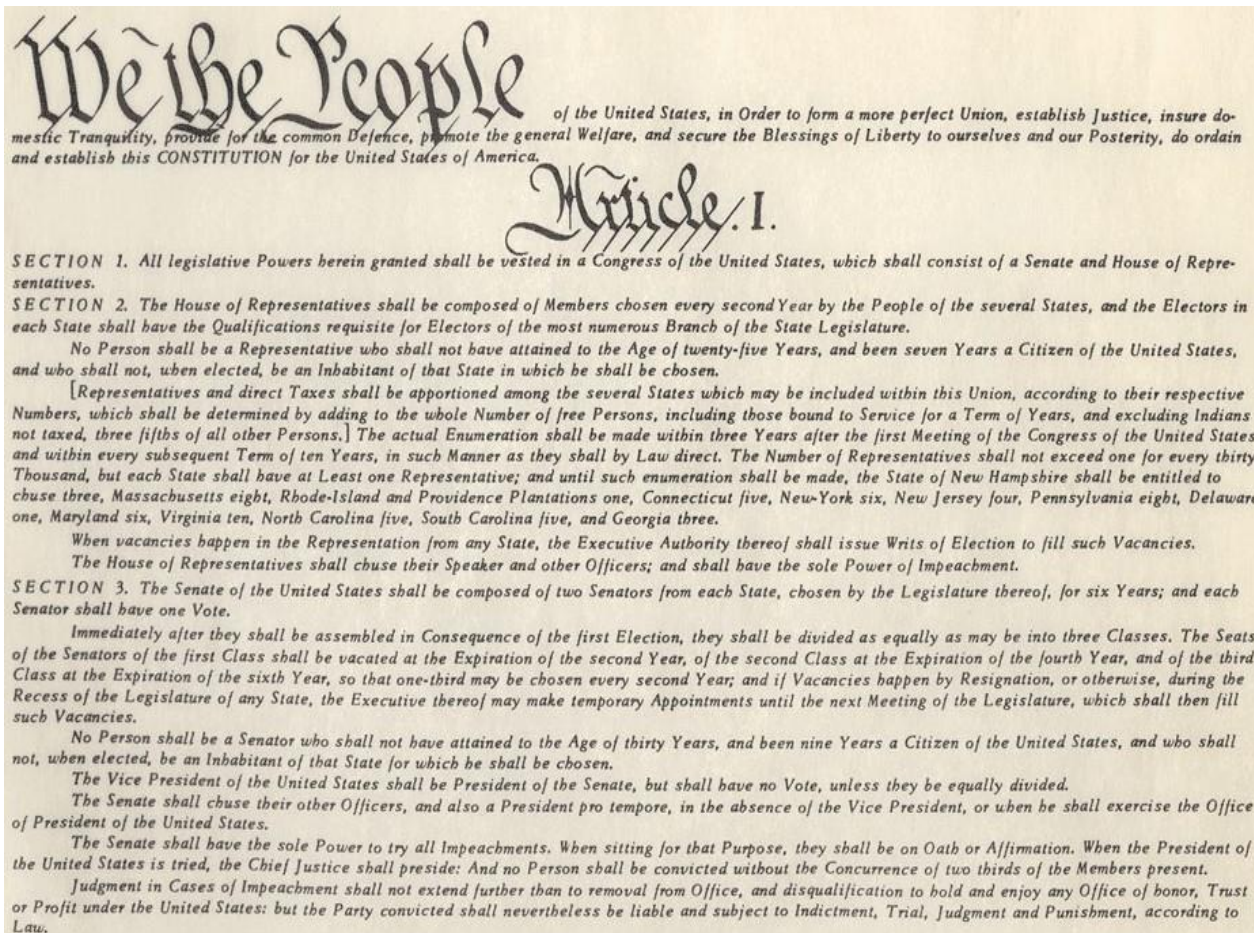 We the People
of the United States, in Order to form a more perfect Union, establish Justice, insure do-
mestic Tranquility, provide for the common Defence, promote the general Welfare, and secure the Blessings of Liberty to ourselves and our Posterity, do ordain
and establish this CONSTITUTION for the United States of America.
Article. I.
SECTION 1. All legislative Powers herein granted shall be vested in a Congress of the United States, which shall consist of a Senate and House of Repre-
sentatives.
SECTION 2. The House of Representatives shall be composed of Members chosen every second Year by the People of the several States, and the Electors in
each State shall have the Qualifications requisite for Electors of the most numerous Branch of the State Legislature.
No Person shall be a Representative who shall not have attained to the Age of twenty-five Years, and been seven Years a Citizen of the United States,
and who shall not, when elected, be an Inhabitant of that State in which he shall be chosen.
[Representatives and direct Taxes shall be apportioned among the several States which may be included within this Union, according to their respective
Numbers, which shall be determined by adding to the whole Number of free Persons, including those bound to Service for a Term of Years, and excluding Indians
not taxed, three fifths of all other Persons.] The actual Enumeration shall be made within three Years after the first Meeting of the Congress of the United States
and within every subsequent Term of ten Years, in such Manner as they shall by Law direct. The Number of Representatives shall not exceed one for every thirty
Thousand, but each State shall have at Least one Representative; and until such enumeration shall be made, the State of New Hampshire shall be entitled to
chuse three, Massachusetts eight, Rhode-Island and Providence Plantations one, Connecticut five, New-York six, New Jersey four, Pennsylvania eight, Delaware
one, Maryland six, Virginia ten, North Carolina five, South Carolina five, and Georgia three.
When vacancies happen in the Representation from any State, the Executive Authority thereof shall issue Writs of Election to fill such Vacancies.
The House of Representatives shall chuse their Speaker and other Officers; and shall have the sole Power of Impeachment.
SECTION 3. The Senate of the United States shall be composed of two Senators from each State, chosen by the Legislature thereof, for six Years; and each
Senator shall have one Vote.
Immediately after they shall be assembled in Consequence of the first Election, they shall be divided as equally as may be into three Classes. The Seats
of the Senators of the first Class shall be vacated at the Expiration of the second Year, of the second Class at the Expiration of the fourth Year, and of the third
Class at the Expiration of the sixth Year, so that one-third may be chosen every second Year; and if Vacancies happen by Resignation, or otherwise, during the
Recess of the Legislature of any State, the Executive thereof may make temporary Appointments until the next Meeting of the Legislature, which shall then fill
such Vacancies.
No Person shall be a Senator who shall not have attained to the Age of thirty Years, and been nine Years a Citizen of the United States, and who shall
not, when elected, be an Inhabitant of that State for which he shall be chosen.
The Vice President of the United States shall be President of the Senate, but shall have no Vote, unless they be equally divided.
The Senate shall chuse their other Officers, and also a President pro tempore, in the absence of the Vice President, or when he shall exercise the Office
of President of the United States.
The Senate shall have the sole Power to try all Impeachments. When sitting for that Purpose, they shall be on Oath or Affirmation. When the President of
the United States is tried, the Chief Justice shall preside: And no Person shall be convicted without the Concurrence of two thirds of the Members present.
Judgment in Cases of Impeachment shall not extend further than to removal from Office, and disqualification to hold and enjoy any Office of honor, Trust
or Profit under the United States: but the Party convicted shall nevertheless be liable and subject to Indictment, Trial, Judgment and Punishment, according to
Law.